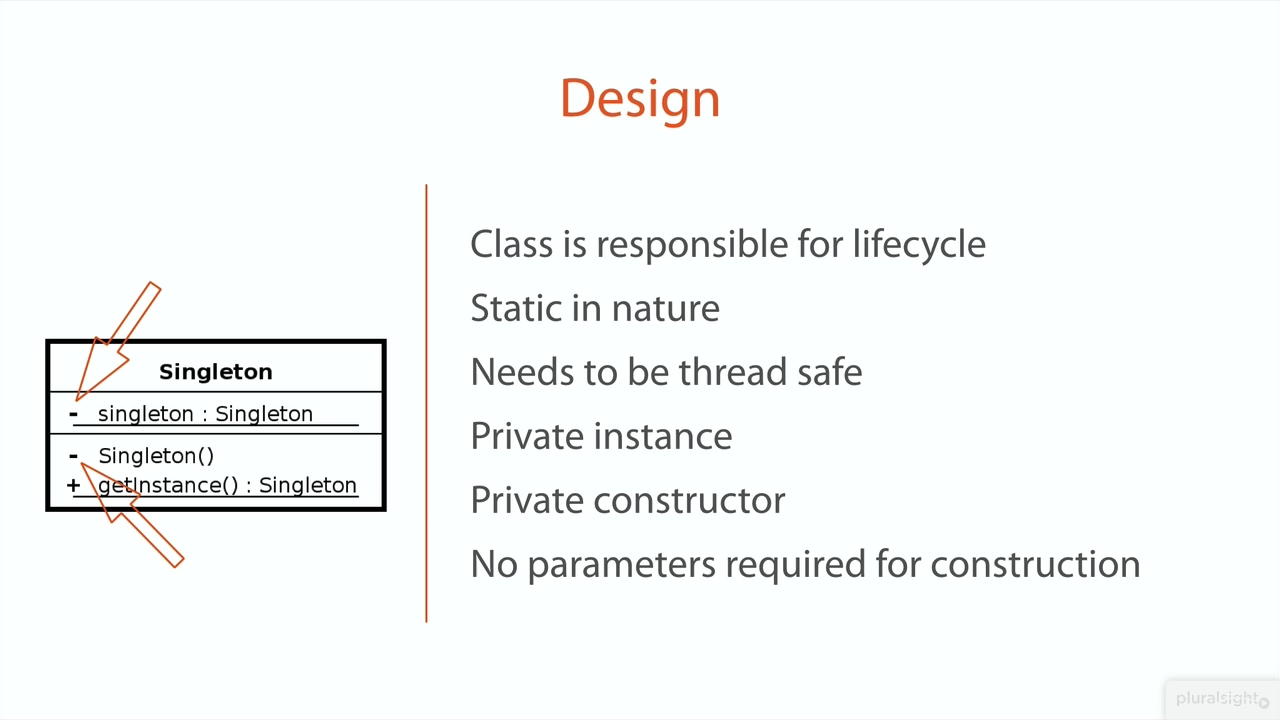 Design
Singleton
- singleton : Singleton
- Singleton()
+ getInstance() : Singleton
Class is responsible for lifecycle
Static in nature
Needs to be thread safe
Private instance
Private constructor
No parameters required for construction
pluralsight